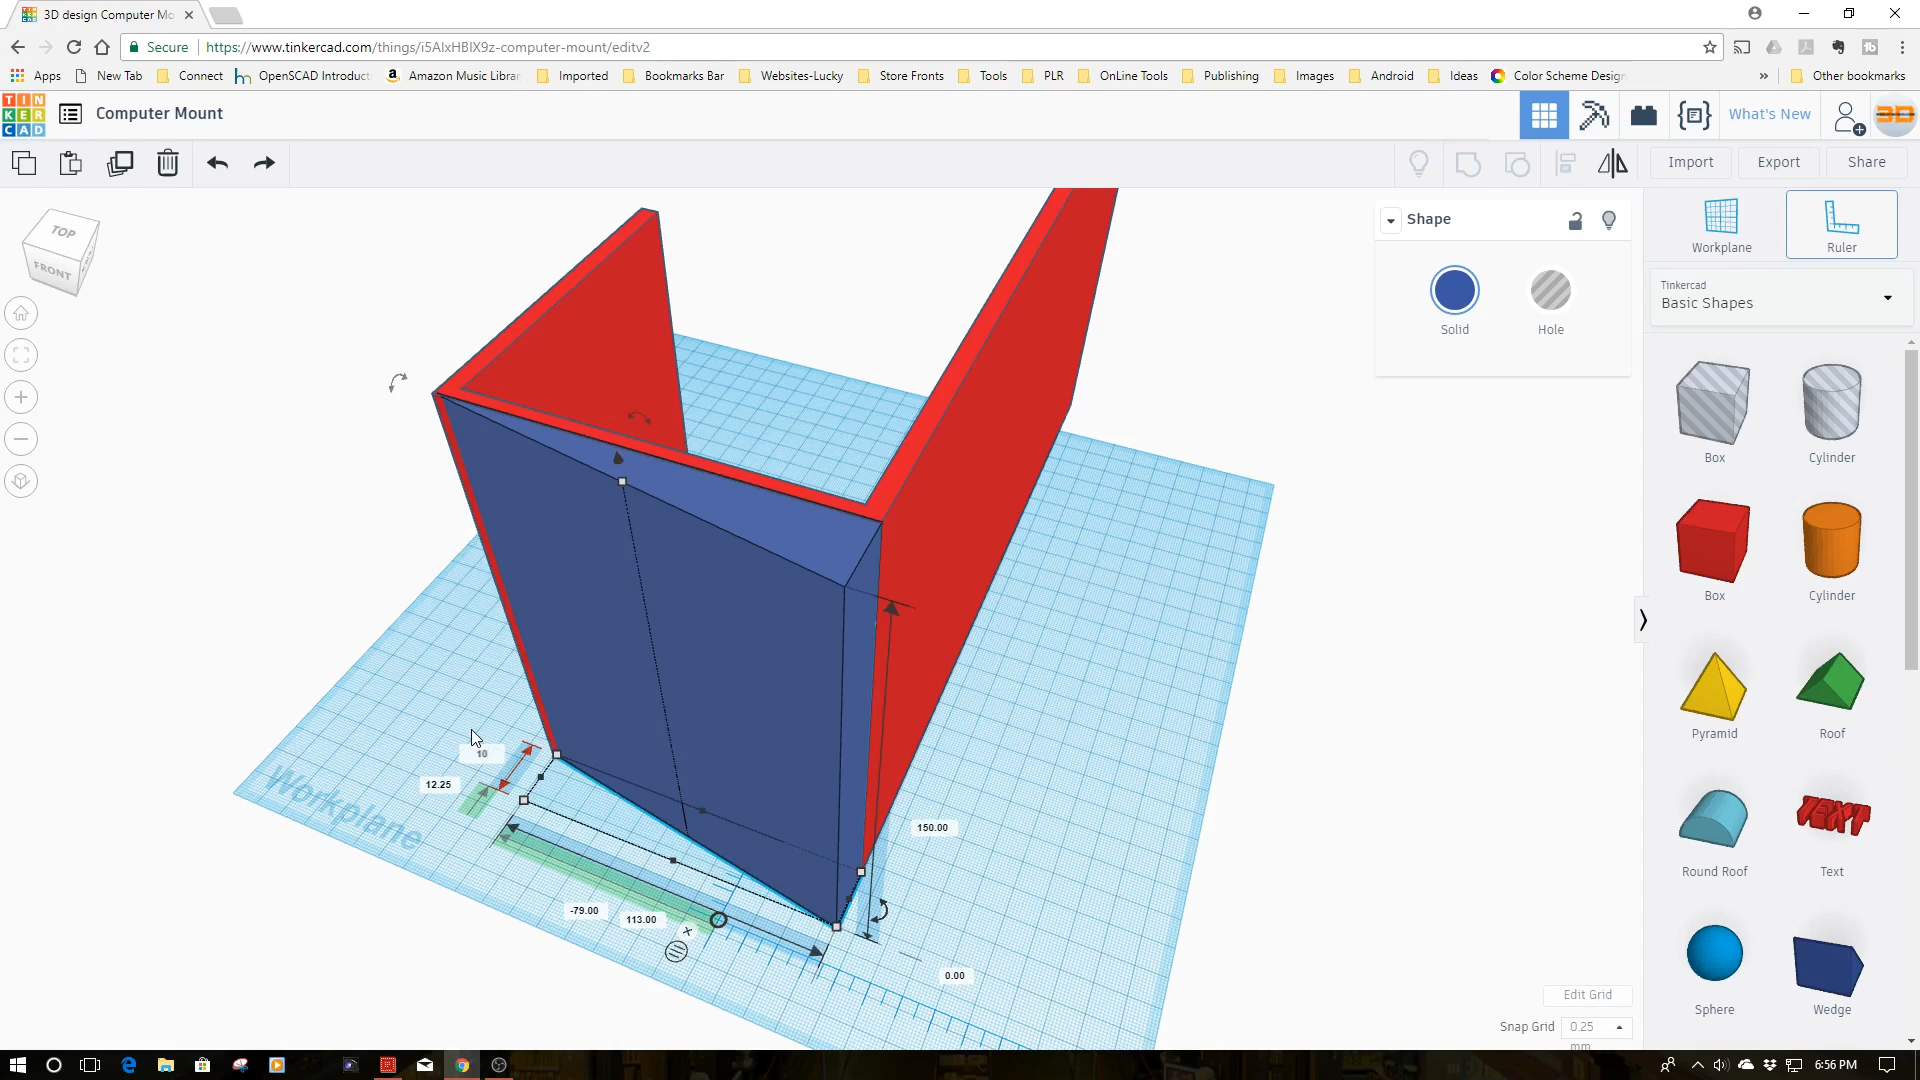 3D design Computer Mo
Secure https://www.tinkercad.com/things/i5AlxHBIX9z-computer-mount/editv2
Apps New Tab Connect OpenSCAD Introduct Amazon Music Librar Imported Bookmarks Bar Websites-Lucky Store Fronts Tools PLR OnLine Tools Publishing Images Android Ideas Color Scheme Design » Other bookmarks
TIN
KER
CAD
Computer Mount
What's New
3D
Import Export Share
TOP
FRONT
Shape
Solid Hole
Workplane Ruler
Tinkercad
Basic Shapes
Box Cylinder
Box Cylinder
Pyramid Roof
TEXT
Round Roof Text
Sphere Wedge
Workplane
10
12.25
150.00
-79.00 113.00
0.00
Edit Grid
Snap Grid 0.25
mm
6:56 PM